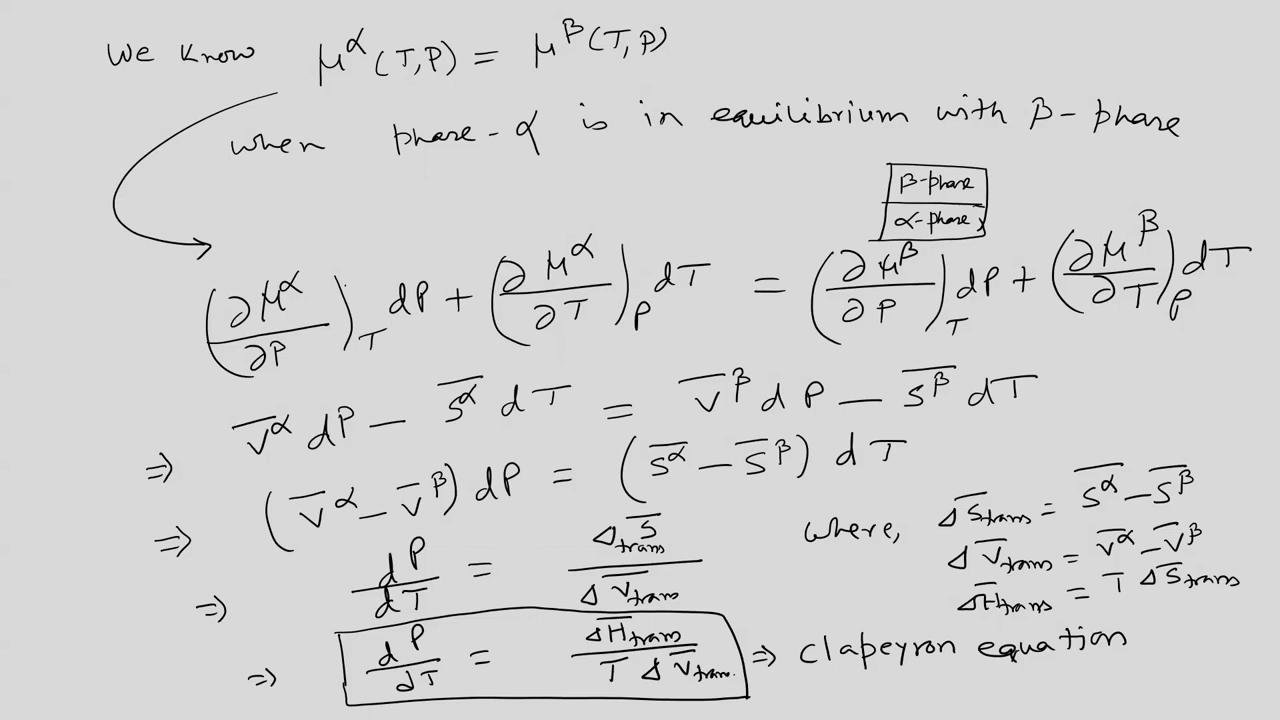 We know μ^α (T,P) = μ^β (T,P)
when phase-α is in equilibrium with β-phase
β-phase
α-phase
(∂μ^α/∂P)_T dP + (∂μ^α/∂T)_P dT = (∂μ^β/∂P)_T dP + (∂μ^β/∂T)_P dT
⇒ V̅^α dP − S̅^α dT = V̅^β dP − S̅^β dT
⇒ (V̅^α − V̅^β) dP = (S̅^α − S̅^β) dT
where, ΔS̅_trans = S̅^α − S̅^β
ΔV̅_trans = V̅^α − V̅^β
ΔH̅_trans = T ΔS̅_trans
⇒ dP/dT = Δ_trans S̅ / ΔV̅_trans
⇒ dP/dT = ΔH̅_trans / T ΔV̅_trans. ⇒ clapeyron equation